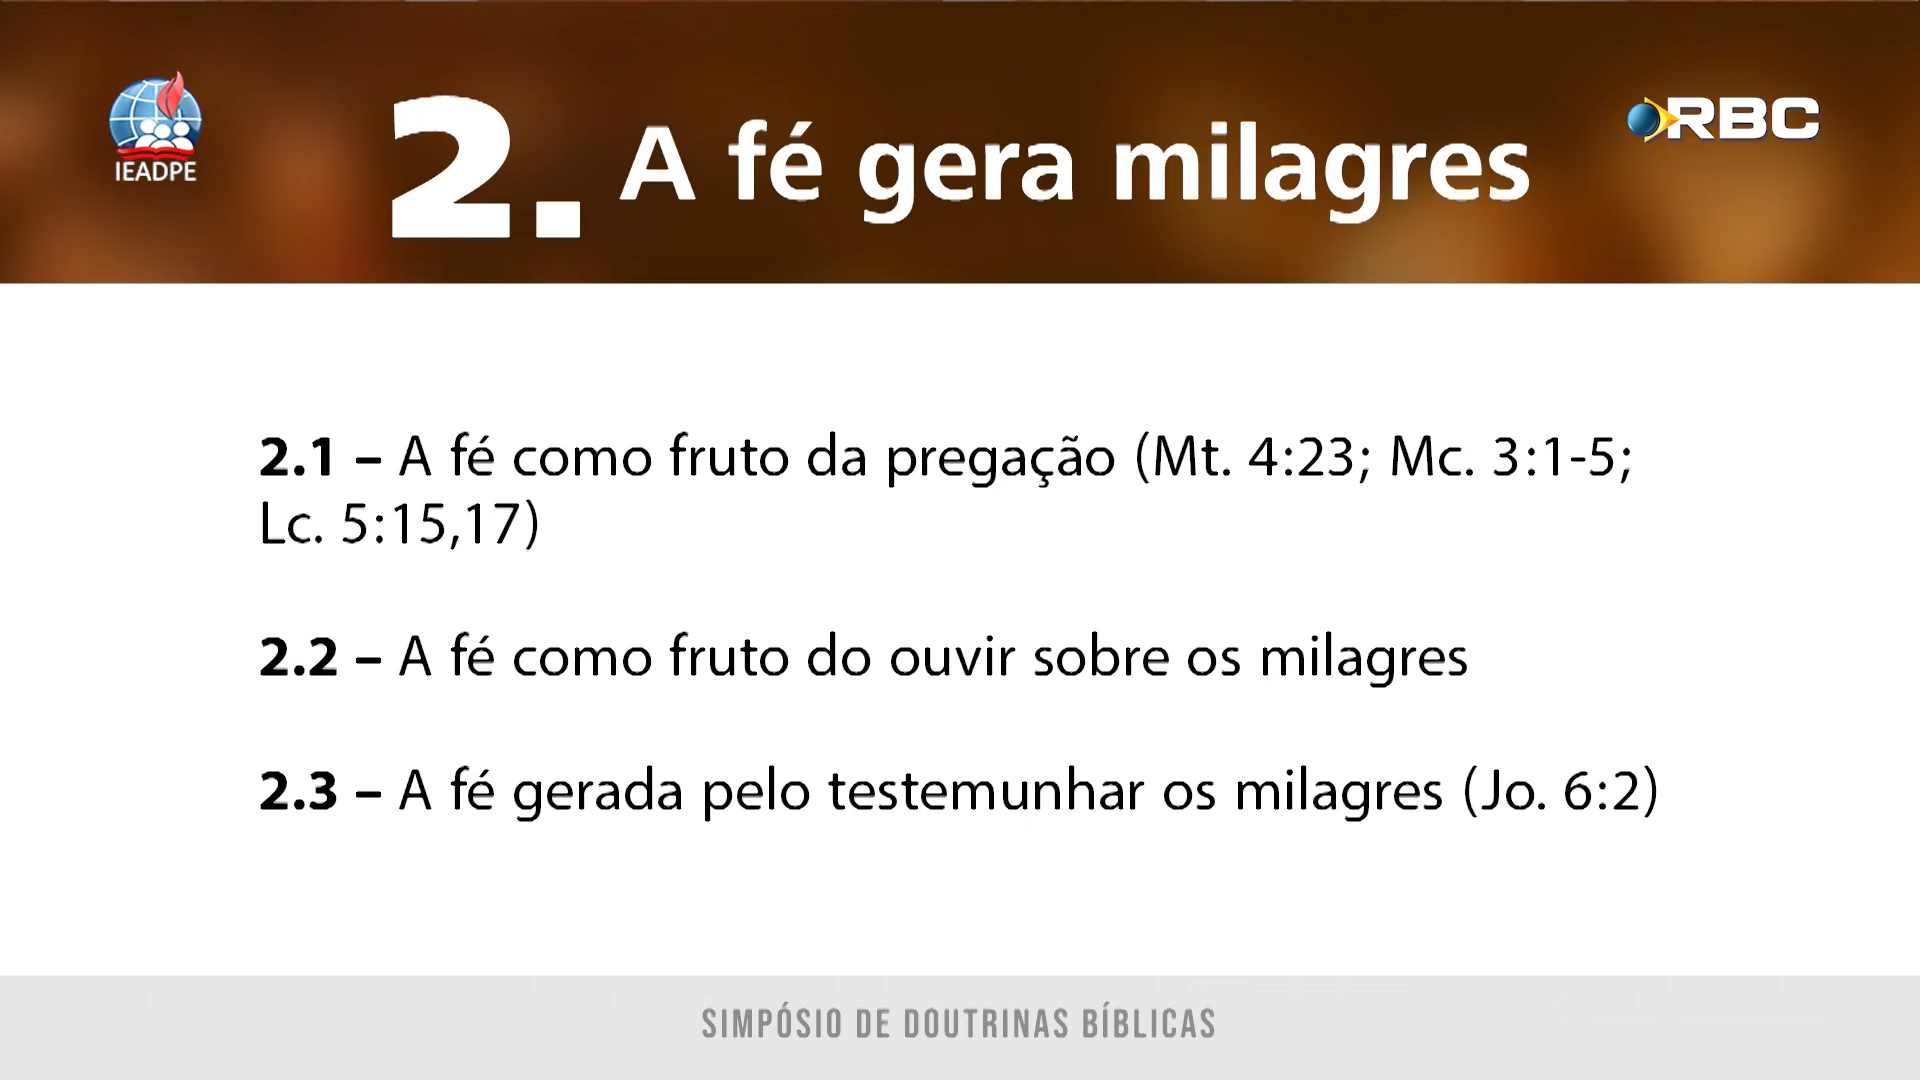 IEADPE
2. A fé gera milagres
RBC
2.1 – A fé como fruto da pregação (Mt. 4:23; Mc. 3:1-5;
Lc. 5:15,17)
2.2 – A fé como fruto do ouvir sobre os milagres
2.3 – A fé gerada pelo testemunhar os milagres (Jo. 6:2)
SIMPÓSIO DE DOUTRINAS BÍBLICAS